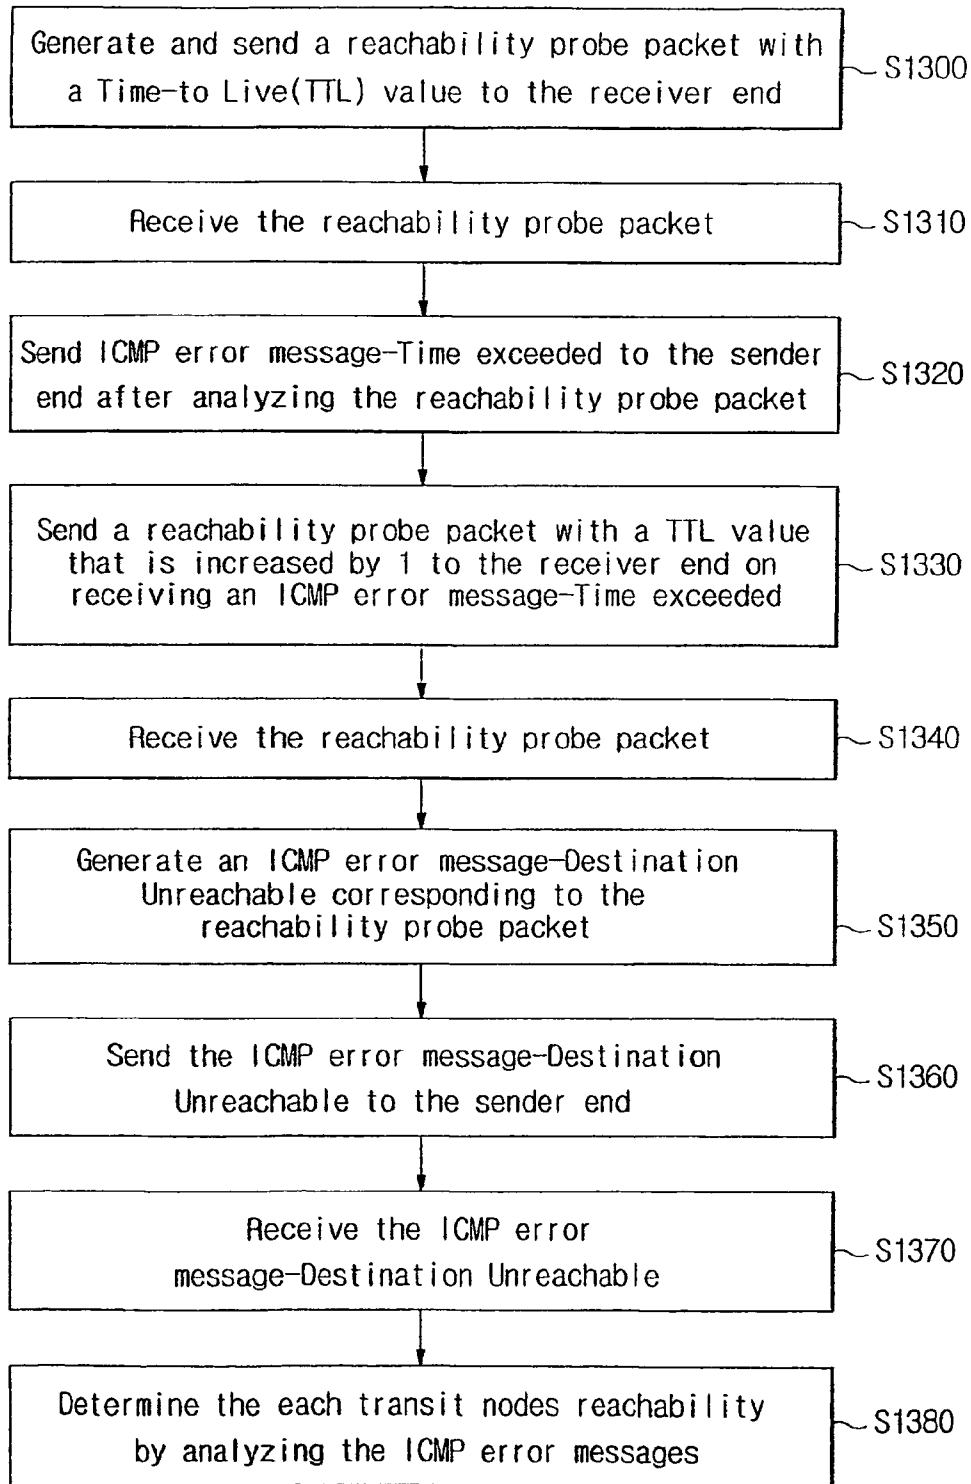 Generate and send a reachability probe packet with
a Time-to Live(TTL) value to the receiver end
S1300
Receive the reachability probe packet
S1310
Send ICMP error message-Time exceeded to the sender
end after analyzing the reachability probe packet
S1320
Send a reachability probe packet with a TTL value
that is increased by 1 to the receiver end on
receiving an ICMP error message-Time exceeded
S1330
Receive the reachability probe packet
S1340
Generate an ICMP error message-Destination
Unreachable corresponding to the
reachability probe packet
S1350
Send the ICMP error message-Destination
Unreachable to the sender end
S1360
Receive the ICMP error
message-Destination Unreachable
S1370
Determine the each transit nodes reachability
by analyzing the ICMP error messages
S1380